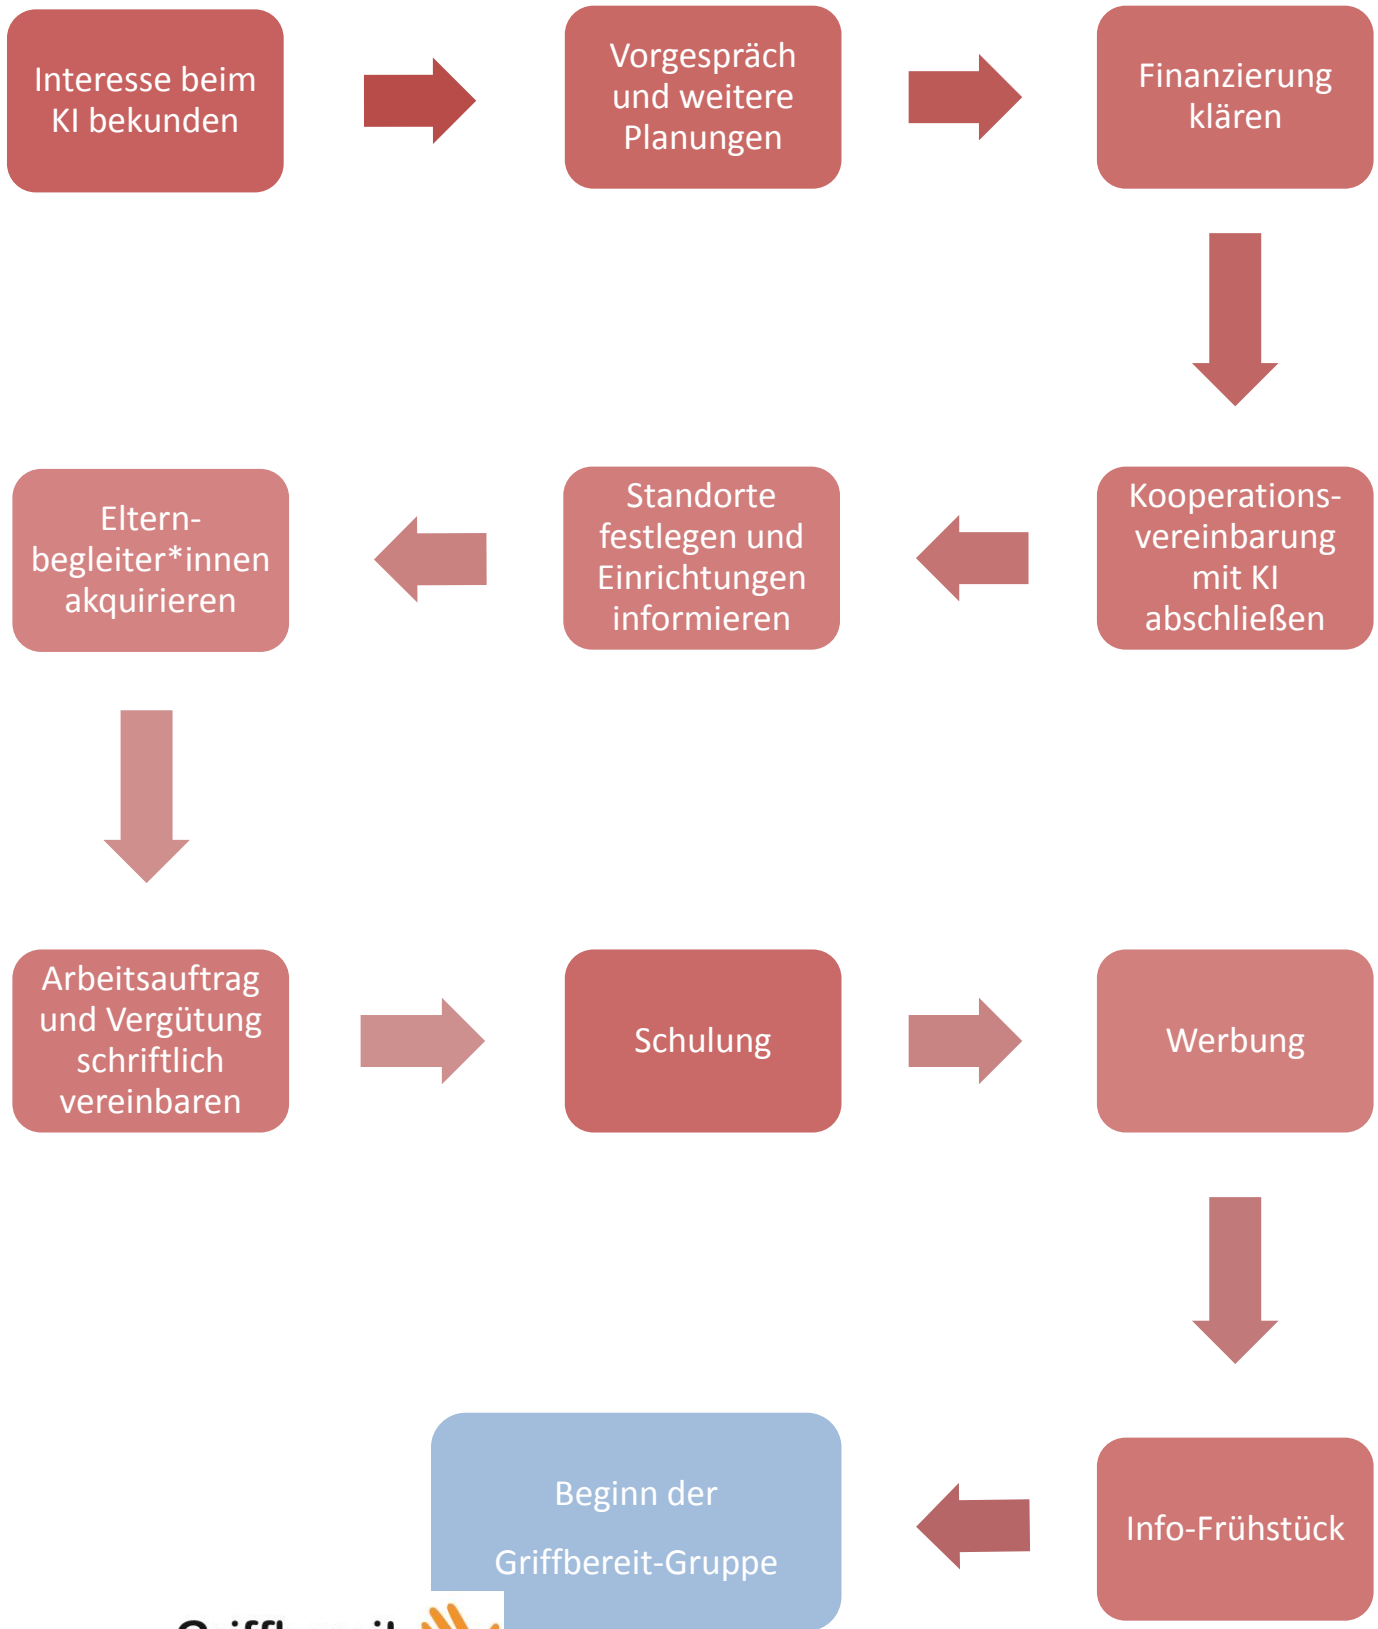 Interesse beim
KI bekunden
Vorgespräch
und weitere
Planungen
Finanzierung
klären
Kooperations-
vereinbarung
mit KI
abschließen
Standorte
festlegen und
Einrichtungen
informieren
Eltern-
begleiter*innen
akquirieren
Arbeitsauftrag
und Vergütung
schriftlich
vereinbaren
Schulung
Werbung
Info-Frühstück
Beginn der
Griffbereit-Gruppe